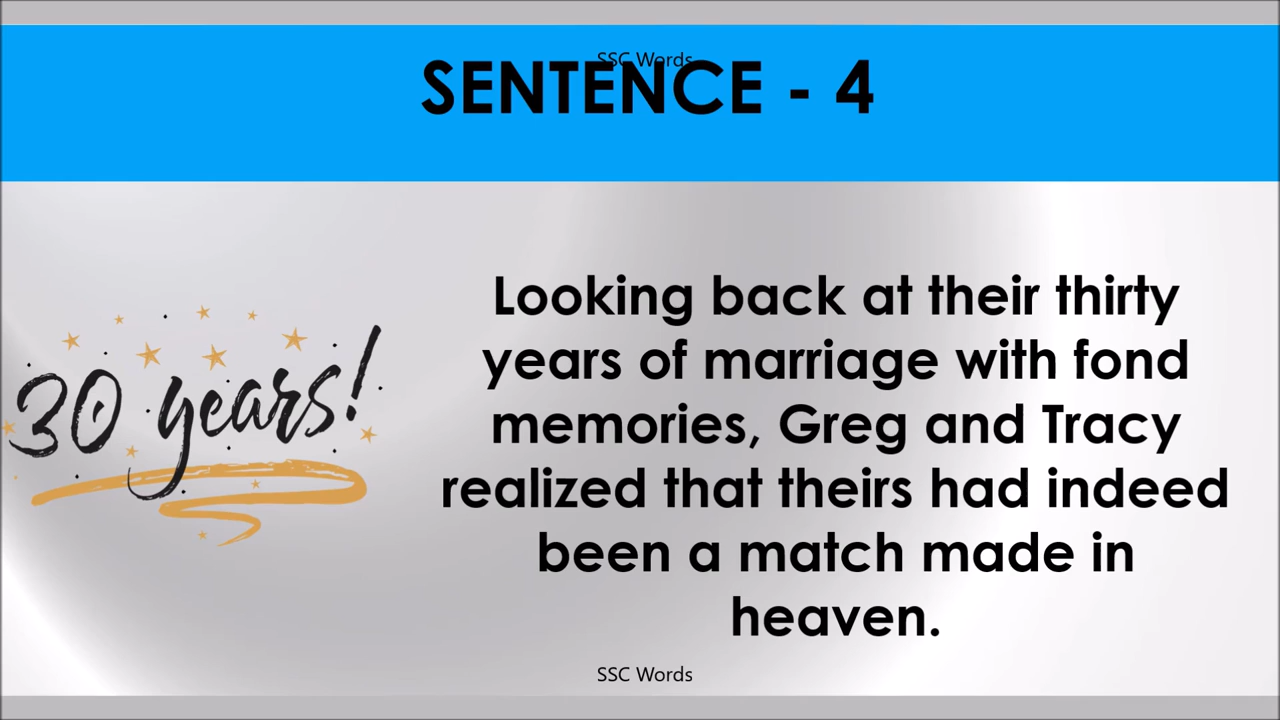 SSC Words
SENTENCE - 4
30 years!
Looking back at their thirty
years of marriage with fond
memories, Greg and Tracy
realized that theirs had indeed
been a match made in
heaven.
SSC Words